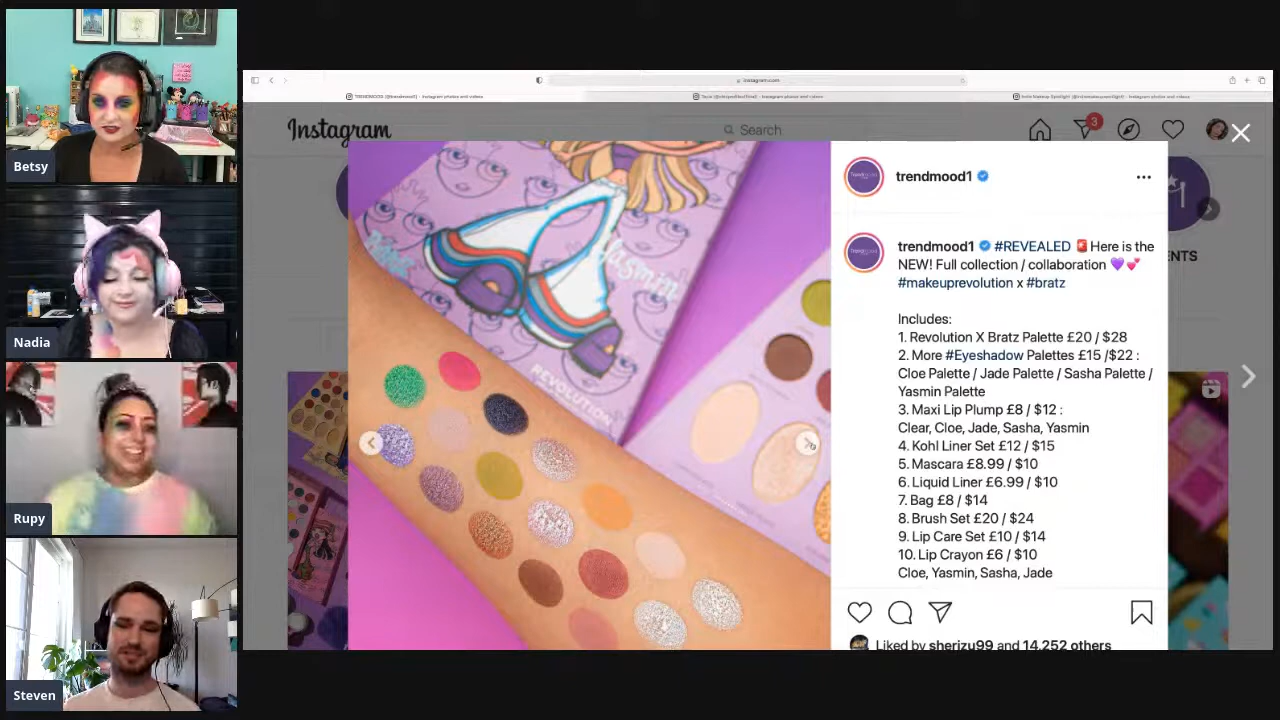 Betsy
Nadia
Rupy
Steven
instagram.com
Instagram
Search
3
trendmood1
trendmood1 #REVEALED 🚨Here is the
NEW! Full collection / collaboration 💜💕
#makeuprevolution x #bratz
Includes:
1. Revolution X Bratz Palette £20 / $28
2. More #Eyeshadow Palettes £15 /$22 :
Cloe Palette / Jade Palette / Sasha Palette /
Yasmin Palette
3. Maxi Lip Plump £8 / $12 :
Clear, Cloe, Jade, Sasha, Yasmin
4. Kohl Liner Set £12 / $15
5. Mascara £8.99 / $10
6. Liquid Liner £6.99 / $10
7. Bag £8 / $14
8. Brush Set £20 / $24
9. Lip Care Set £10 / $14
10. Lip Crayon £6 / $10
Cloe, Yasmin, Sasha, Jade
Liked by sherizu99 and 14,252 others
Yasmin
REVOLUTION
ENTS